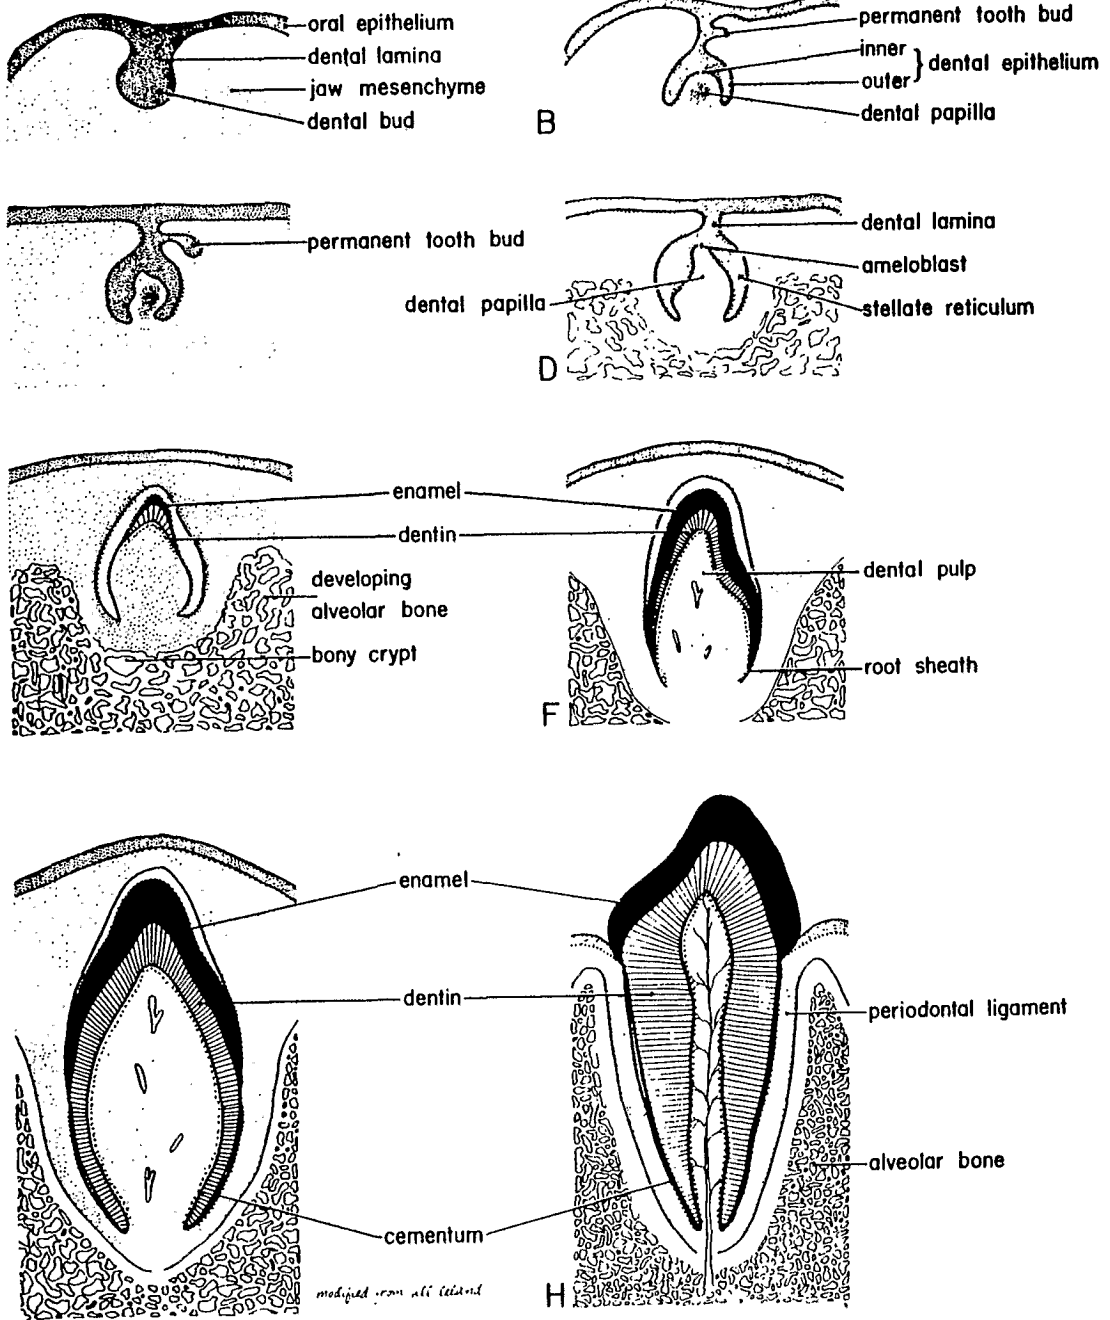 oral epithelium
dental lamina
jaw mesenchyme
dental bud
B
permanent tooth bud
inner
outer
} dental epithelium
dental papilla
permanent tooth bud
D
dental lamina
ameloblast
dental papilla
stellate reticulum
enamel
dentin
developing
alveolar bone
bony crypt
F
dental pulp
root sheath
enamel
dentin
cementum
periodontal ligament
alveolar bone
H
modified from